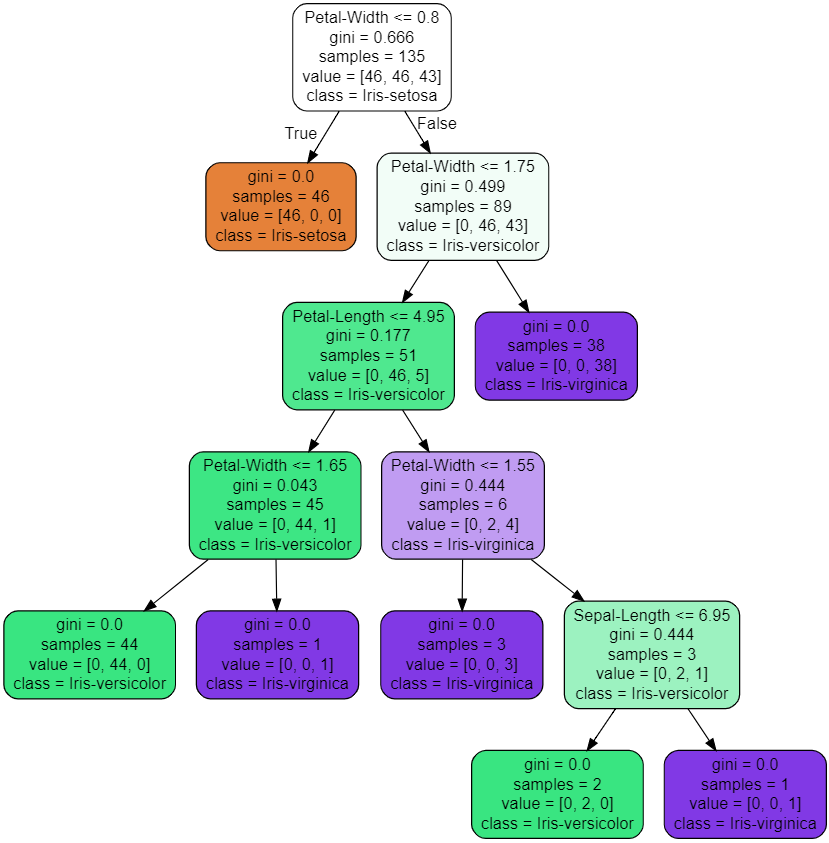 Petal-Width <= 0.8
gini = 0.666
samples = 135
value = [46, 46, 43]
class = Iris-setosa
True
False
gini = 0.0
samples = 46
value = [46, 0, 0]
class = Iris-setosa
Petal-Width <= 1.75
gini = 0.499
samples = 89
value = [0, 46, 43]
class = Iris-versicolor
Petal-Length <= 4.95
gini = 0.177
samples = 51
value = [0, 46, 5]
class = Iris-versicolor
gini = 0.0
samples = 38
value = [0, 0, 38]
class = Iris-virginica
Petal-Width <= 1.65
gini = 0.043
samples = 45
value = [0, 44, 1]
class = Iris-versicolor
Petal-Width <= 1.55
gini = 0.444
samples = 6
value = [0, 2, 4]
class = Iris-virginica
gini = 0.0
samples = 44
value = [0, 44, 0]
class = Iris-versicolor
gini = 0.0
samples = 1
value = [0, 0, 1]
class = Iris-virginica
gini = 0.0
samples = 3
value = [0, 0, 3]
class = Iris-virginica
Sepal-Length <= 6.95
gini = 0.444
samples = 3
value = [0, 2, 1]
class = Iris-versicolor
gini = 0.0
samples = 2
value = [0, 2, 0]
class = Iris-versicolor
gini = 0.0
samples = 1
value = [0, 0, 1]
class = Iris-virginica